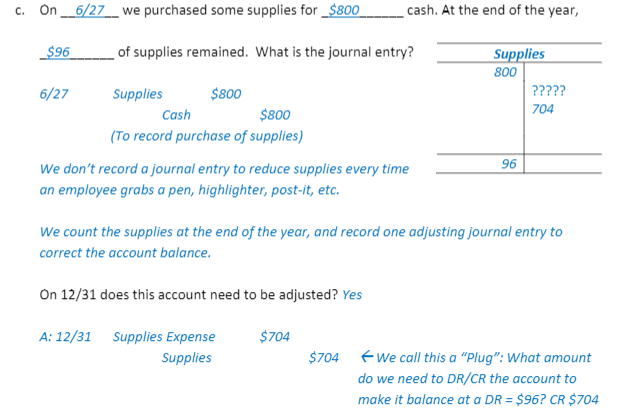 c. On __6/27__ we purchased some supplies for _$800______ cash. At the end of the year,
_$96______ of supplies remained. What is the journal entry?
Supplies
800
?????
704
96
6/27 Supplies $800
Cash $800
(To record purchase of supplies)
We don't record a journal entry to reduce supplies every time
an employee grabs a pen, highlighter, post-it, etc.
We count the supplies at the end of the year, and record one adjusting journal entry to
correct the account balance.
On 12/31 does this account need to be adjusted? Yes
A: 12/31 Supplies Expense $704
Supplies $704 ←We call this a "Plug": What amount
do we need to DR/CR the account to
make it balance at a DR = $96? CR $704